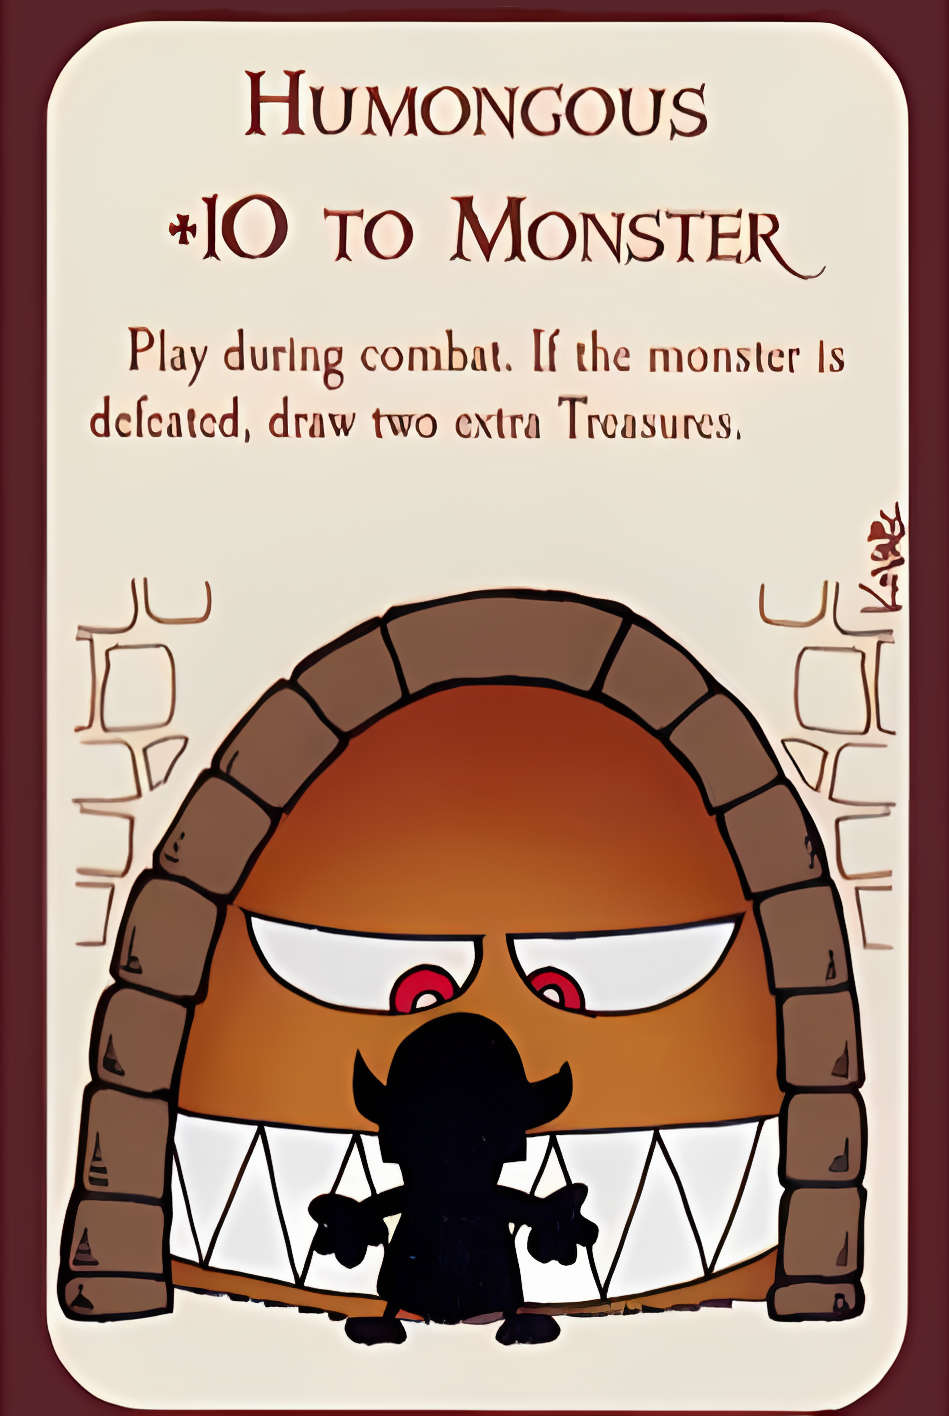 Humongous
+10 to Monster
Play during combat. If the monster is
defeated, draw two extra Treasures.